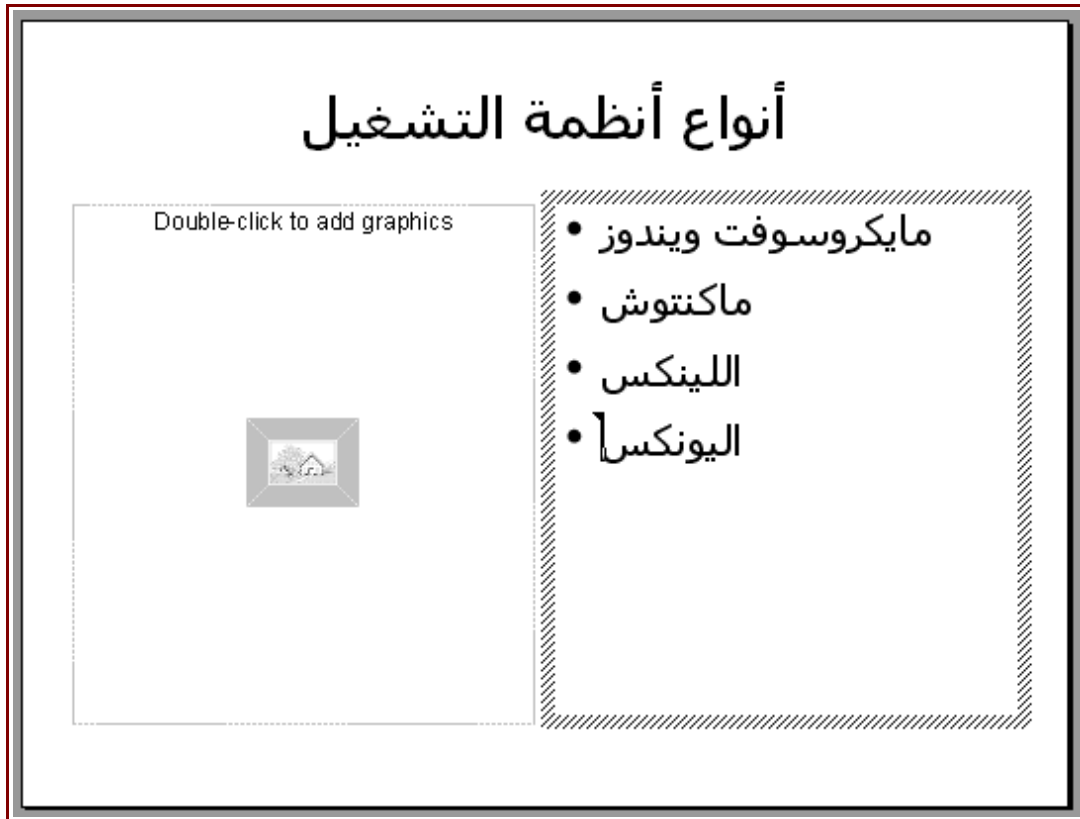 أنواع أنظمة التشغيل
Double-click to add graphics
• مايكروسوفت ويندوز
• ماكنتوش
• اللينكس
• اليونكس